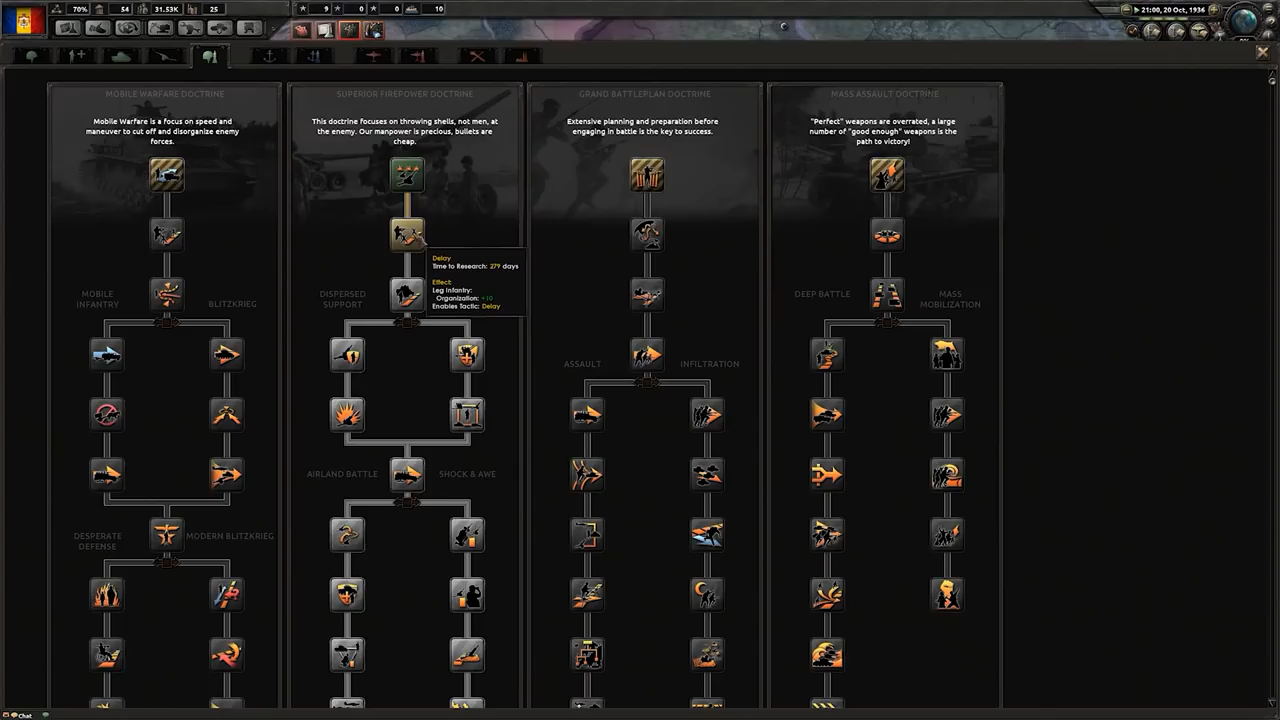 70%
54
31.53K
25
9
0
0
10
21:00, 20 Oct, 1936
MOBILE WARFARE DOCTRINE
Mobile Warfare is a focus on speed and
maneuver to cut off and disorganize enemy
forces.
SUPERIOR FIREPOWER DOCTRINE
This doctrine focuses on throwing shells, not men, at
the enemy. Our manpower is precious, bullets are
cheap.
GRAND BATTLEPLAN DOCTRINE
Extensive planning and preparation before
engaging in battle is the key to success.
MASS ASSAULT DOCTRINE
"Perfect" weapons are overrated, a large
number of "good enough" weapons is the
path to victory!
Delay
Time to Research: 279 days
Effect:
Leg Infantry:
Organization: +10
Enables Tactic: Delay
MOBILE
INFANTRY
BLITZKRIEG
DISPERSED
SUPPORT
DEEP BATTLE
MASS
MOBILIZATION
ASSAULT
INFILTRATION
AIRLAND BATTLE
SHOCK & AWE
DESPERATE
DEFENSE
MODERN BLITZKRIEG
Chat